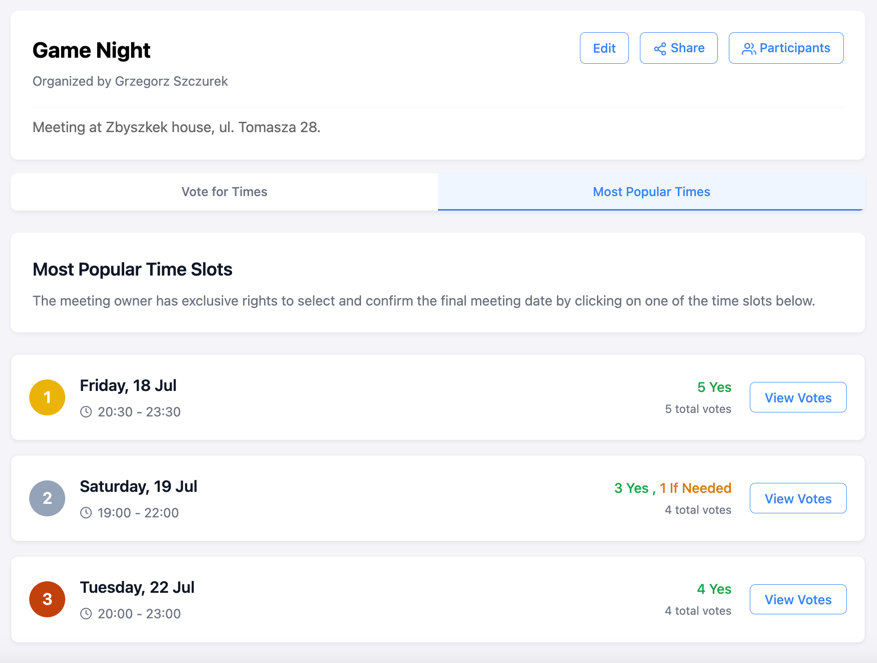 Game Night
Edit
Share
Participants
Organized by Grzegorz Szczurek
Meeting at Zbyszkek house, ul. Tomasza 28.
Vote for Times
Most Popular Times
Most Popular Time Slots
The meeting owner has exclusive rights to select and confirm the final meeting date by clicking on one of the time slots below.
1
Friday, 18 Jul
20:30 - 23:30
5 Yes
5 total votes
View Votes
2
Saturday, 19 Jul
19:00 - 22:00
3 Yes , 1 If Needed
4 total votes
View Votes
3
Tuesday, 22 Jul
20:00 - 23:00
4 Yes
4 total votes
View Votes